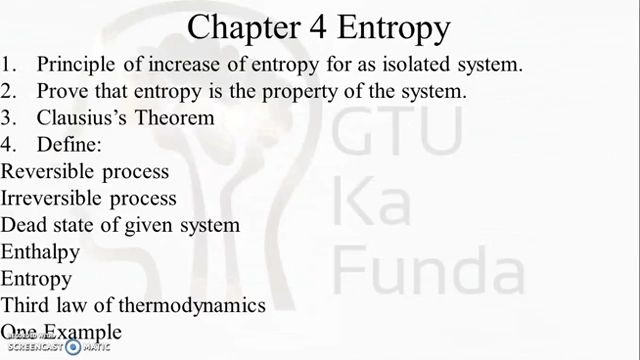 Chapter 4 Entropy
1. Principle of increase of entropy for as isolated system.
2. Prove that entropy is the property of the system.
3. Clausius's Theorem
4. Define:
Reversible process
Irreversible process
Dead state of given system
Enthalpy
Entropy
Third law of thermodynamics
One Example
GTU
Ka
Funda
SCREENCAST MATIC